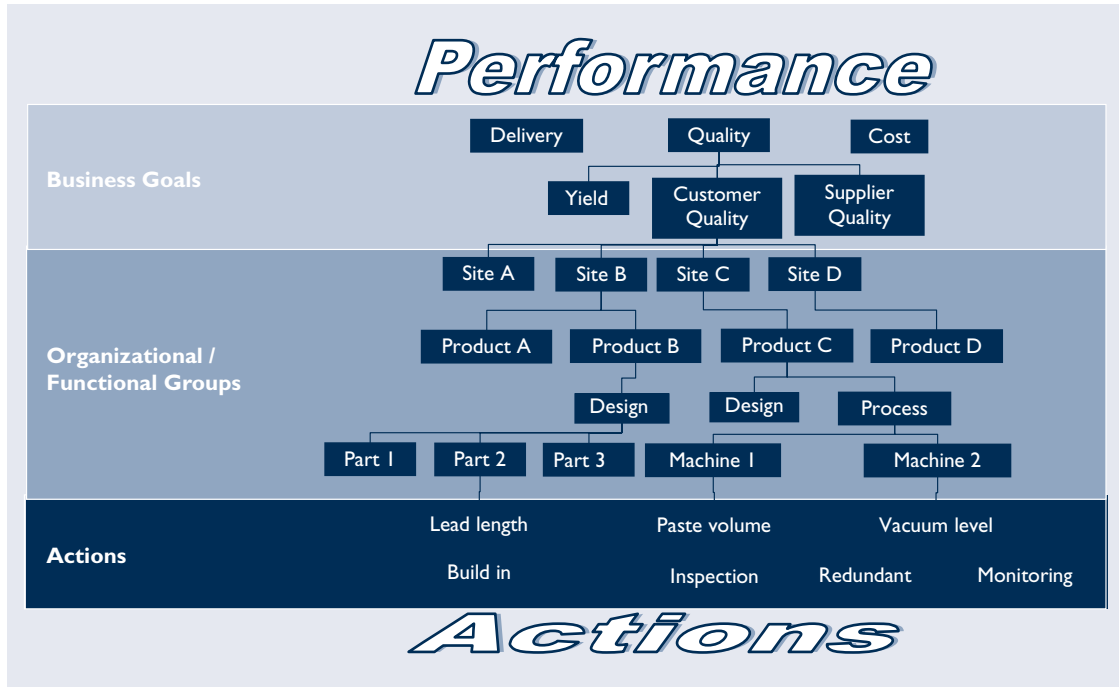 Performance
Delivery
Quality
Cost
Business Goals
Yield
Customer
Quality
Supplier
Quality
Site A
Site B
Site C
Site D
Organizational /
Functional Groups
Product A
Product B
Product C
Product D
Design
Design
Process
Part 1
Part 2
Part 3
Machine 1
Machine 2
Actions
Lead length
Paste volume
Vacuum level
Build in
Inspection
Redundant
Monitoring
Actions